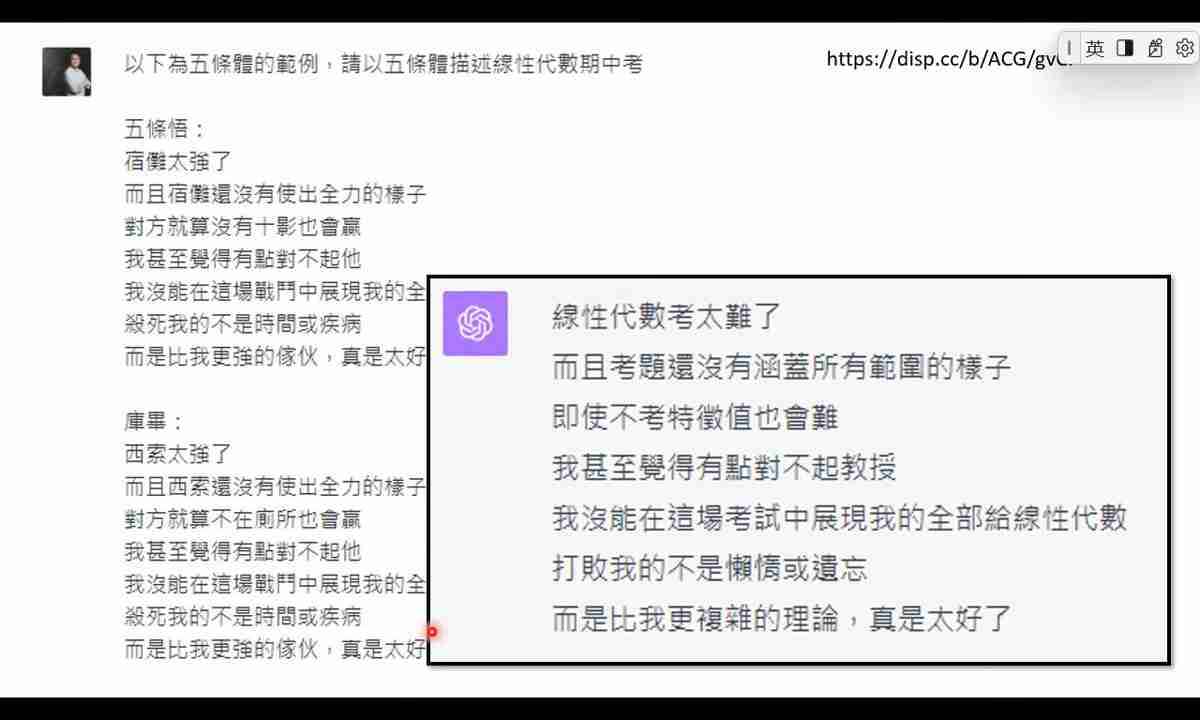 以下為五條體的範例，請以五條體描述線性代數期中考
https://disp.cc/b/ACG/gv
英
五條悟：
宿儺太強了
而且宿儺還沒有使出全力的樣子
對方就算沒有十影也會贏
我甚至覺得有點對不起他
我沒能在這場戰鬥中展現我的全
殺死我的不是時間或疾病
而是比我更強的傢伙，真是太好
庫畢：
西索太強了
而且西索還沒有使出全力的樣子
對方就算不在廁所也會贏
我甚至覺得有點對不起他
我沒能在這場戰鬥中展現我的全
殺死我的不是時間或疾病
而是比我更強的傢伙，真是太好
線性代數考太難了
而且考題還沒有涵蓋所有範圍的樣子
即使不考特徵值也會難
我甚至覺得有點對不起教授
我沒能在這場考試中展現我的全部給線性代數
打敗我的不是懶惰或遺忘
而是比我更複雜的理論，真是太好了